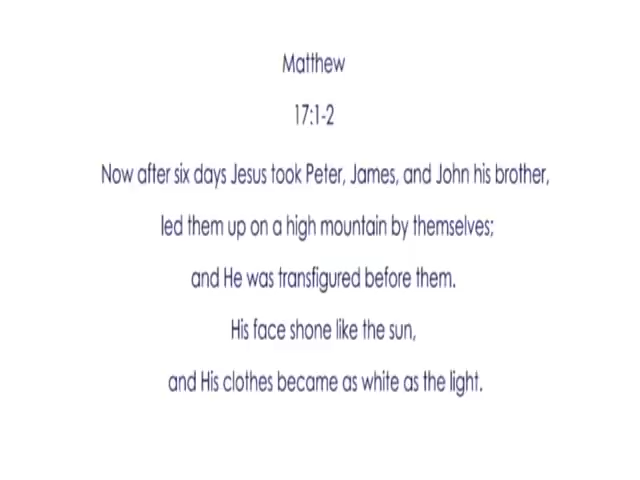 Matthew
17:1-2
Now after six days Jesus took Peter, James, and John his brother,
led them up on a high mountain by themselves;
and He was transfigured before them.
His face shone like the sun,
and His clothes became as white as the light.